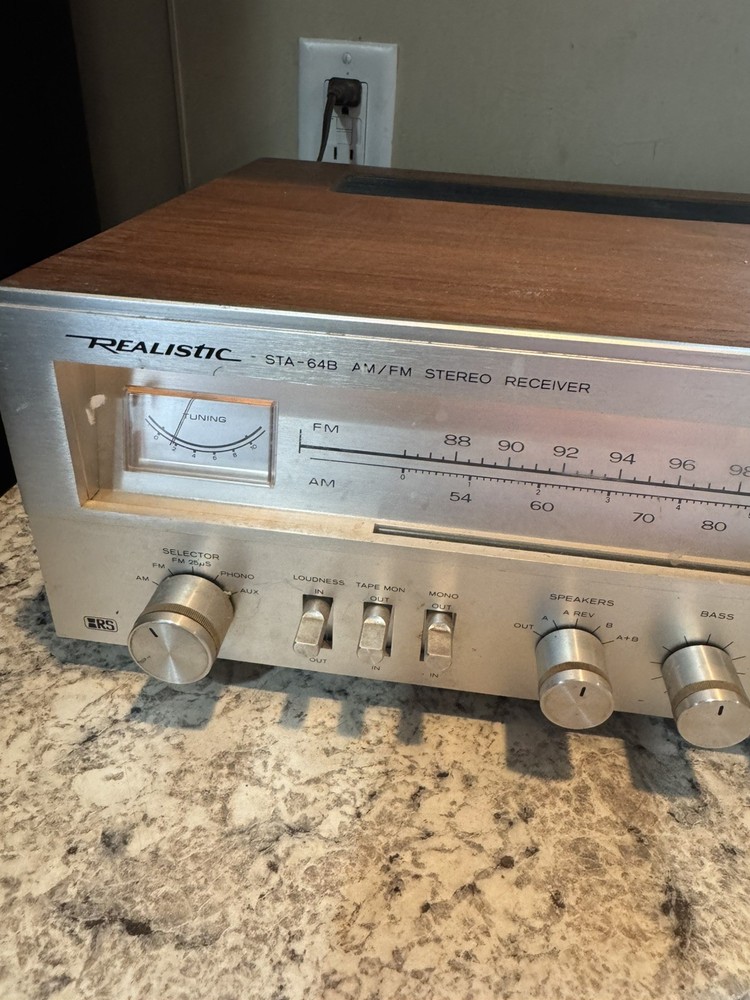 REALISTIC STA-64B AM/FM STEREO RECEIVER
TUNING
0 2 4 6 8 10
FM 88 90 92 94 96 98
0 1 2 3 4
AM 54 60 70 80
SELECTOR
FM 25µS
AM FM PHONO AUX
LOUDNESS
IN
OUT
TAPE MON
OUT
IN
MONO
OUT
IN
SPEAKERS
OUT A A REV B A+B
BASS
RS